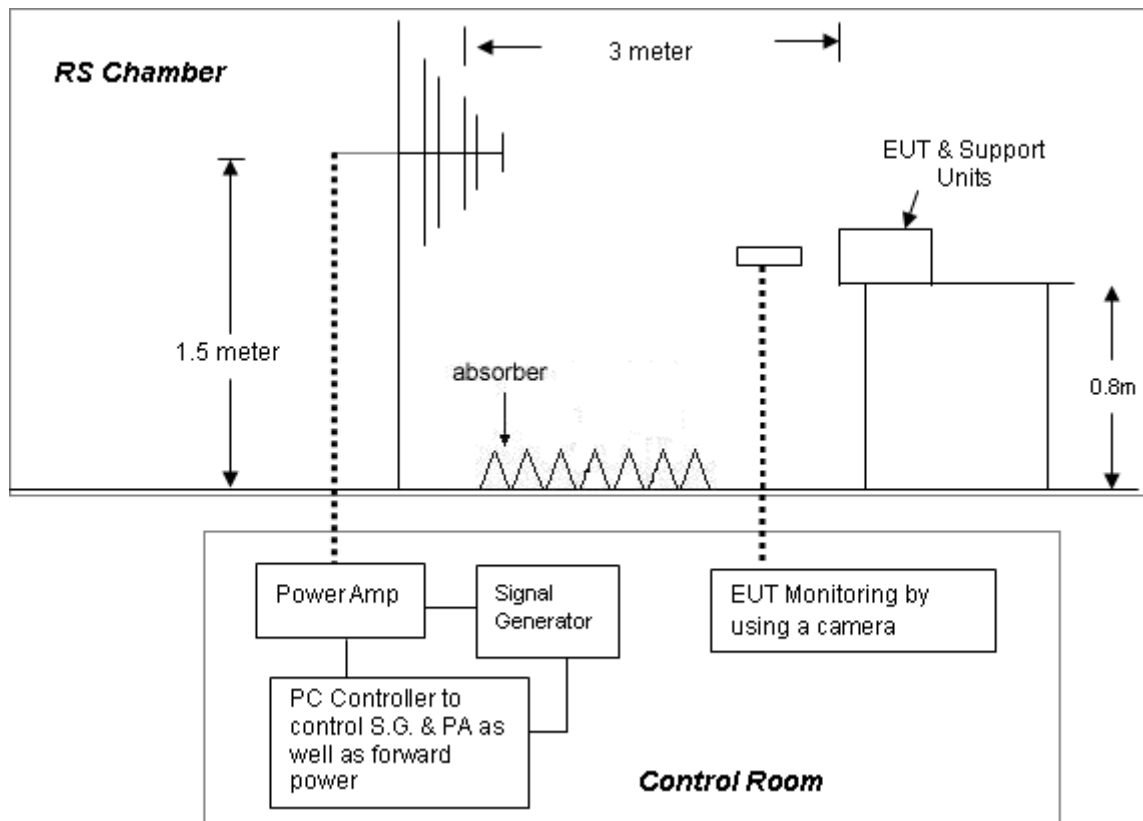 3 meter
RS Chamber
EUT & Support
Units
1.5 meter
absorber
0.8m
Power Amp
Signal
Generator
EUT Monitoring by
using a camera
PC Controller to
control S.G. & PA as
well as forward
power
Control Room